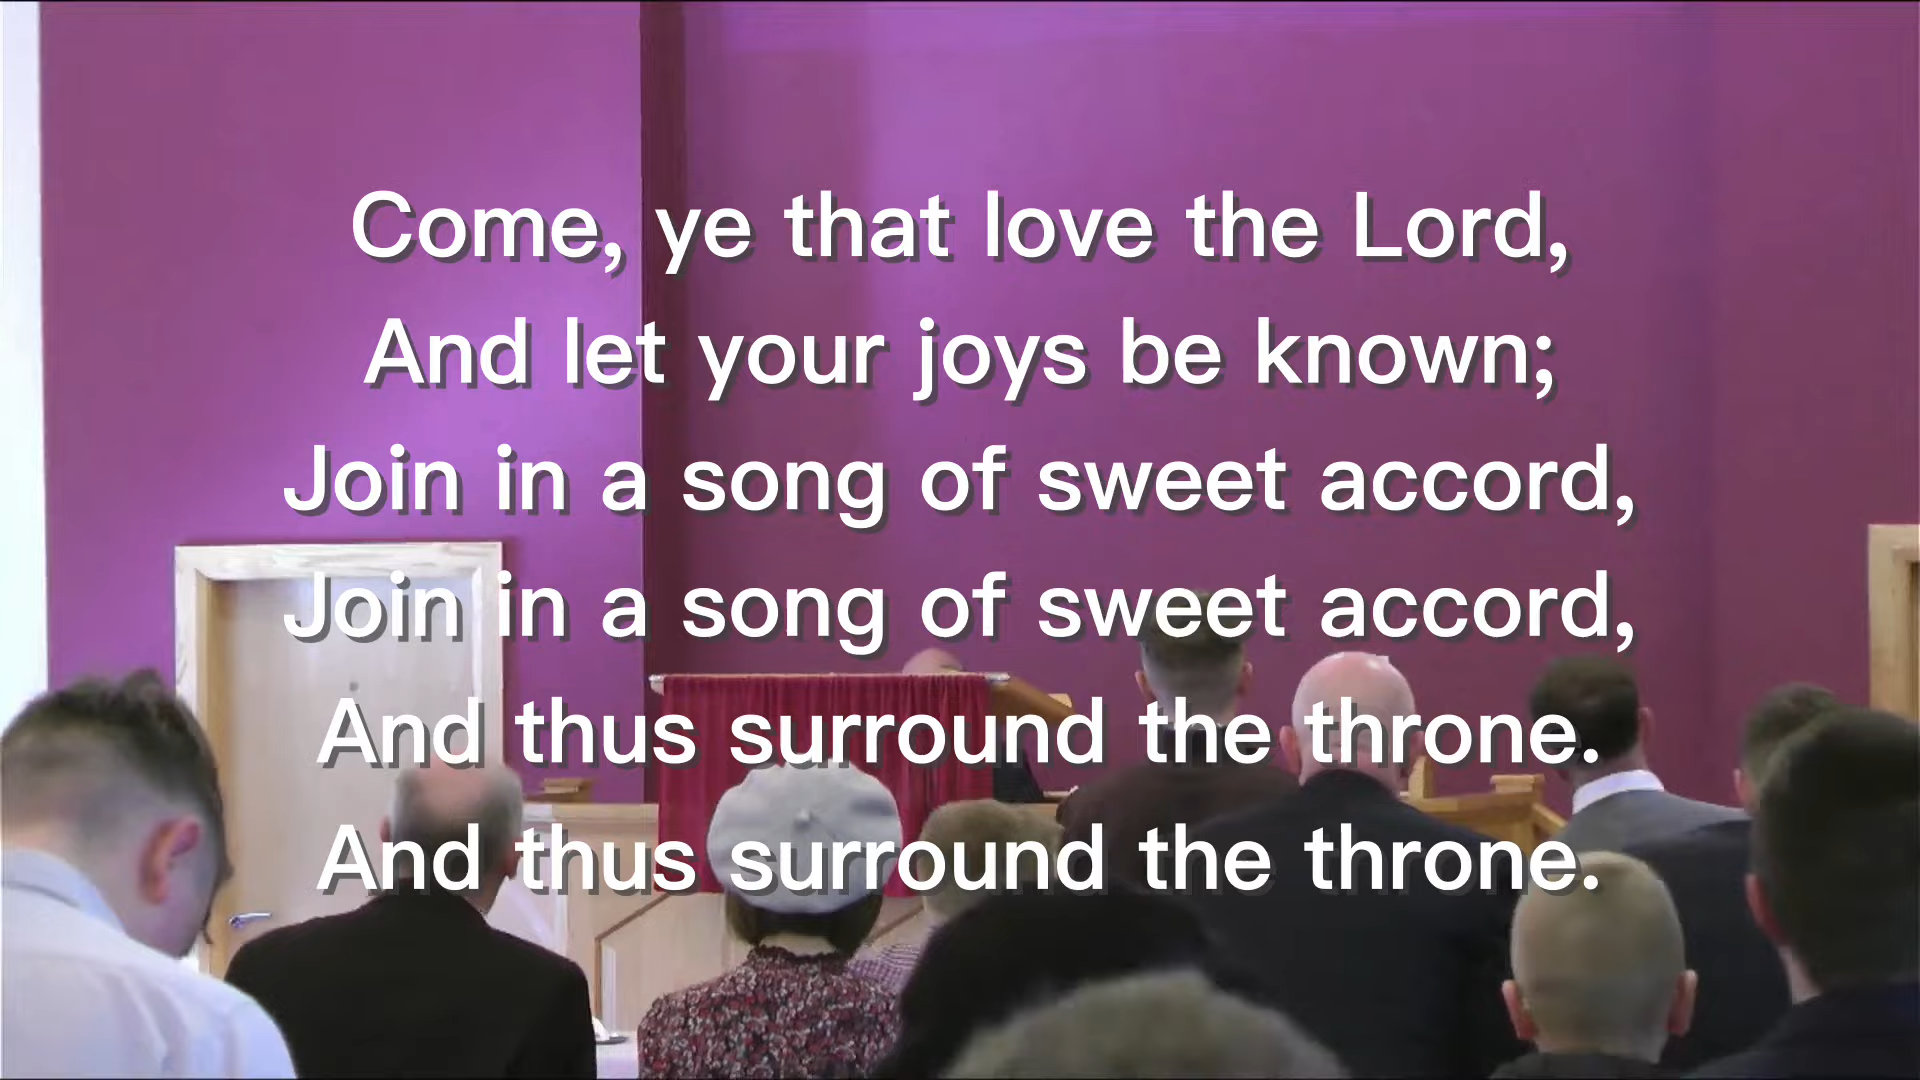 Come, ye that love the Lord,
And let your joys be known;
Join in a song of sweet accord,
Join in a song of sweet accord,
And thus surround the throne.
And thus surround the throne.